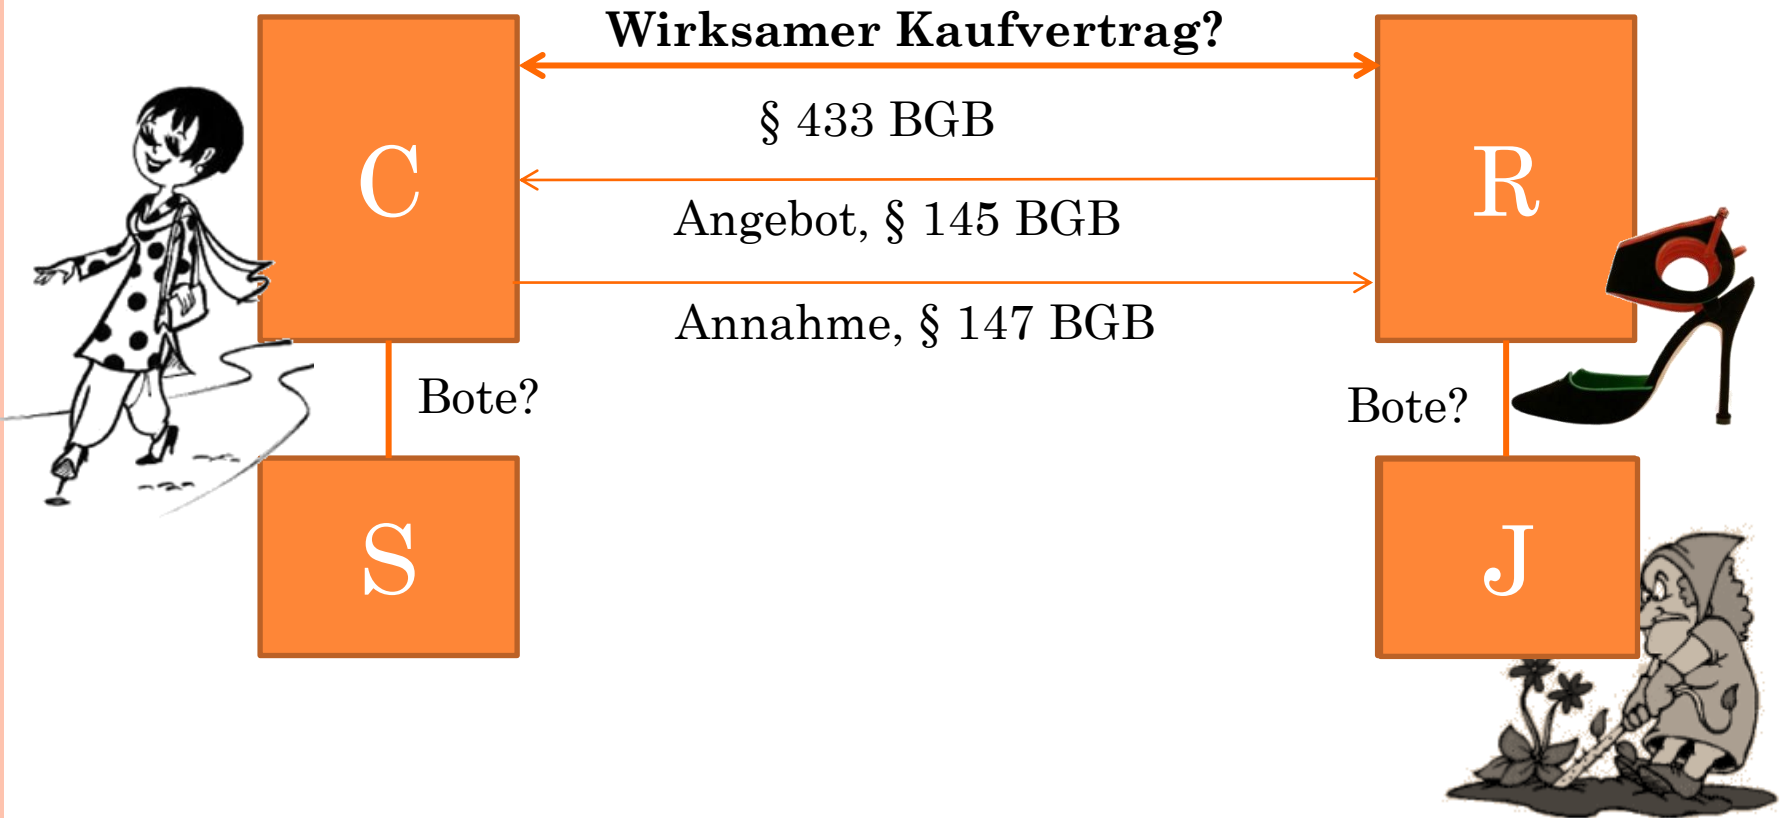 Wirksamer Kaufvertrag?
§ 433 BGB
C
R
Angebot, § 145 BGB
Annahme, § 147 BGB
Bote?
Bote?
S
J